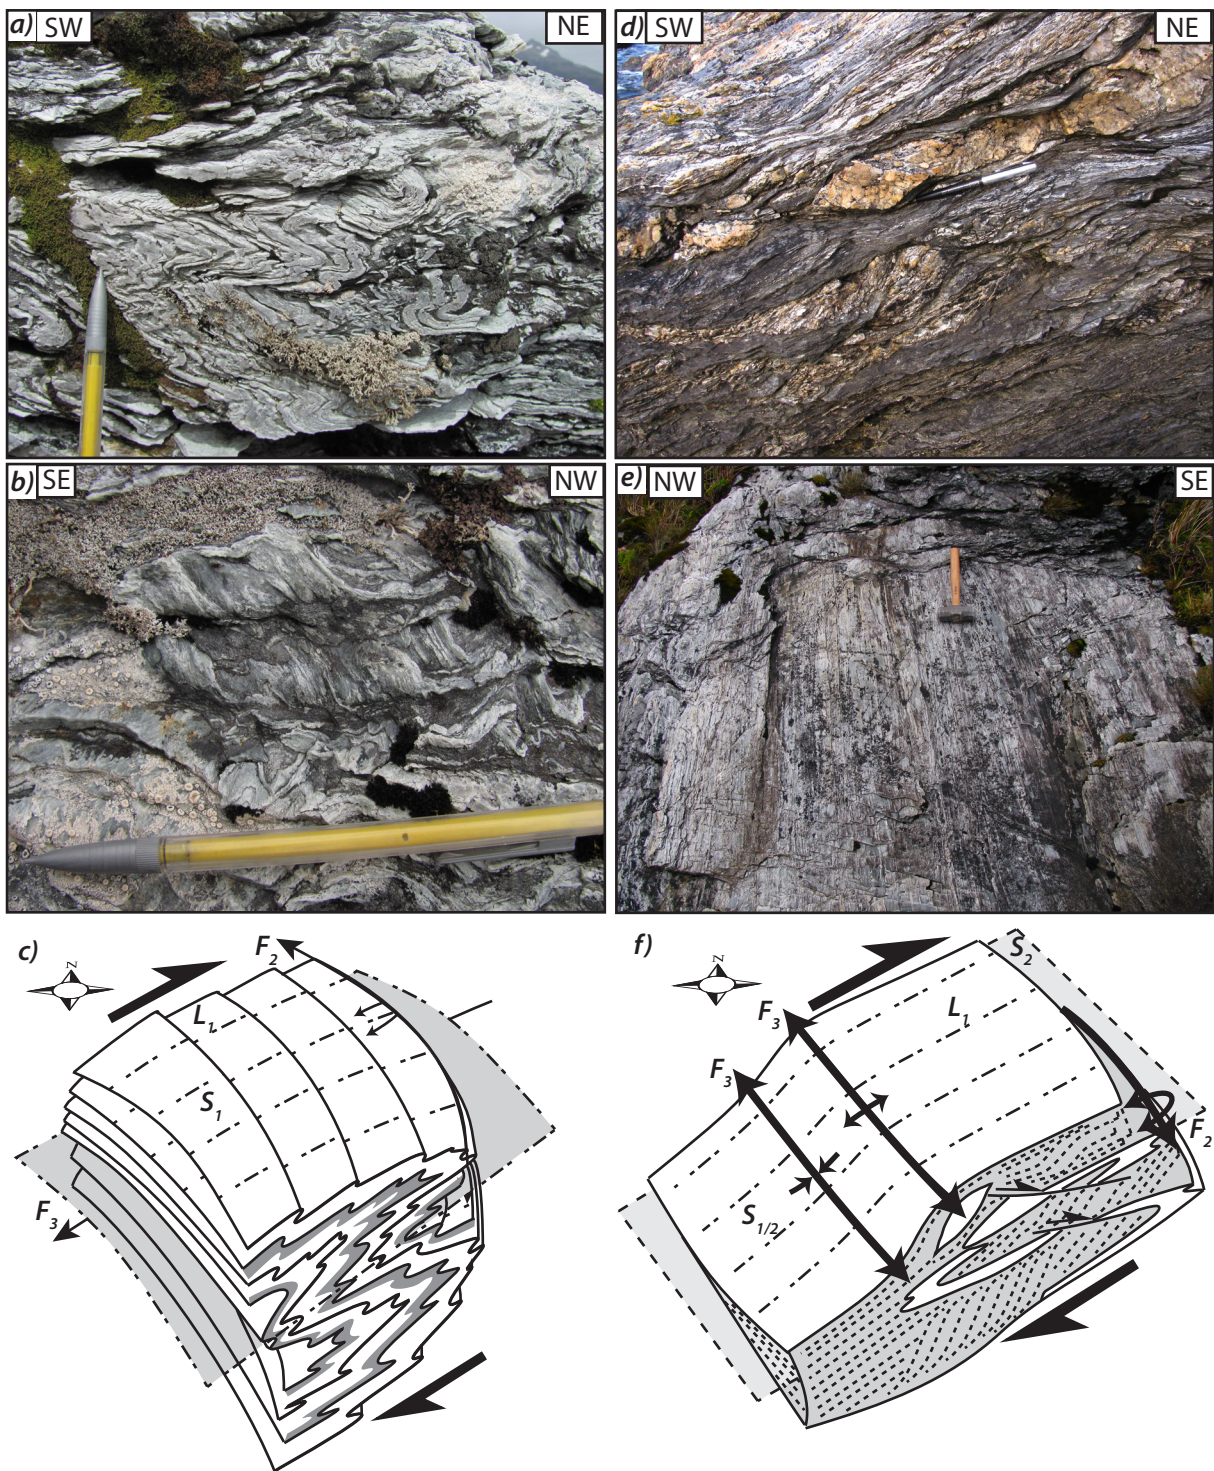 a) SW NE
d) SW NE
b) SE NW
e) NW SE
c)
N
F2
L1
S1
F3
f)
N
S2
F3
L1
F3
F2
S1/2